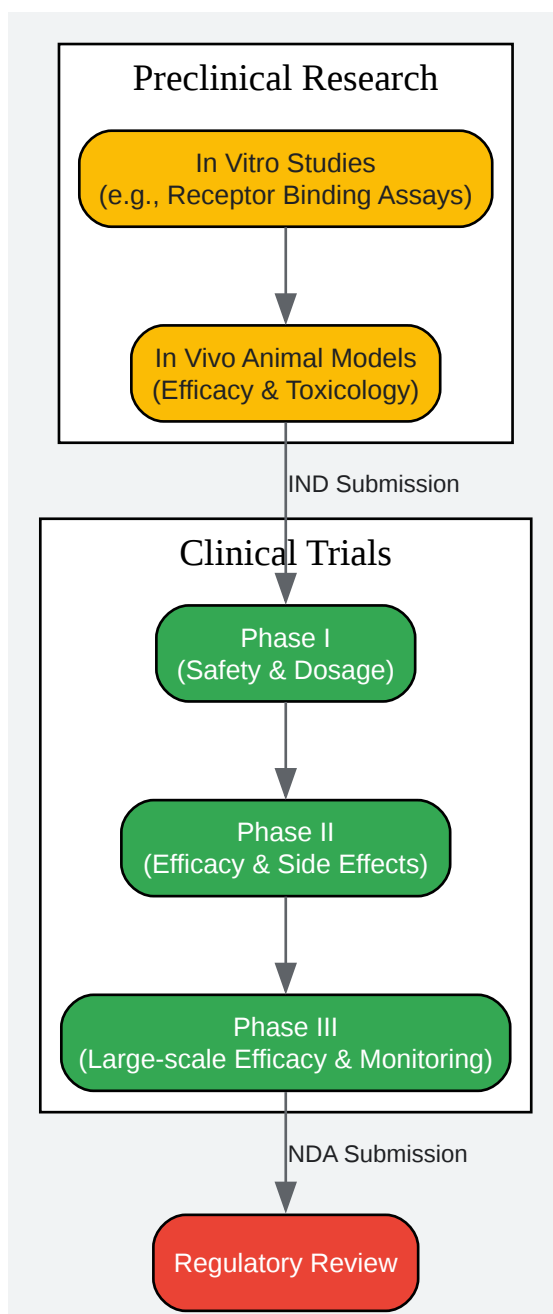 Preclinical Research
In Vitro Studies
(e.g., Receptor Binding Assays)
In Vivo Animal Models
(Efficacy & Toxicology)
IND Submission
Clinical Trials
Phase I
(Safety & Dosage)
Phase II
(Efficacy & Side Effects)
Phase III
(Large-scale Efficacy & Monitoring)
NDA Submission
Regulatory Review